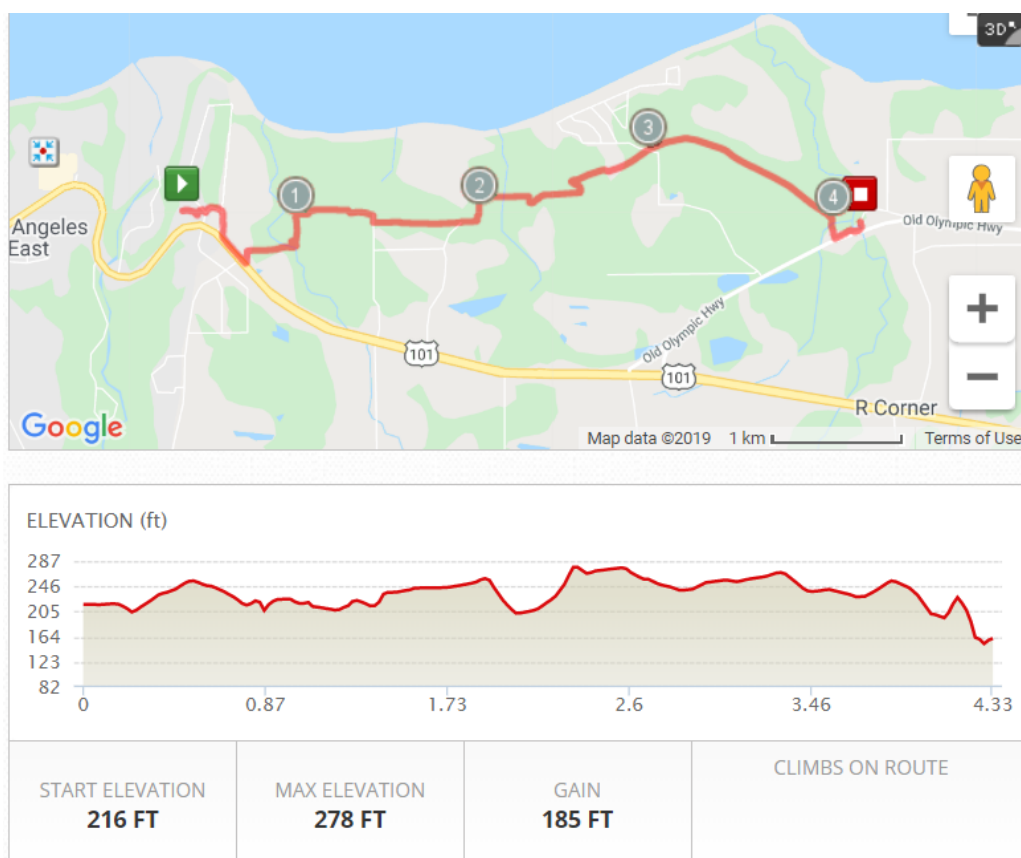 3D
3
2
4
1
Angeles
East
Old Olympic Hwy
Old Olympic Hwy
101
101
R Corner
Google
Map data ©2019 1 km Terms of Use
ELEVATION (ft)
287
246
205
164
123
82
0 0.87 1.73 2.6 3.46 4.33
START ELEVATION MAX ELEVATION GAIN CLIMBS ON ROUTE
216 FT 278 FT 185 FT